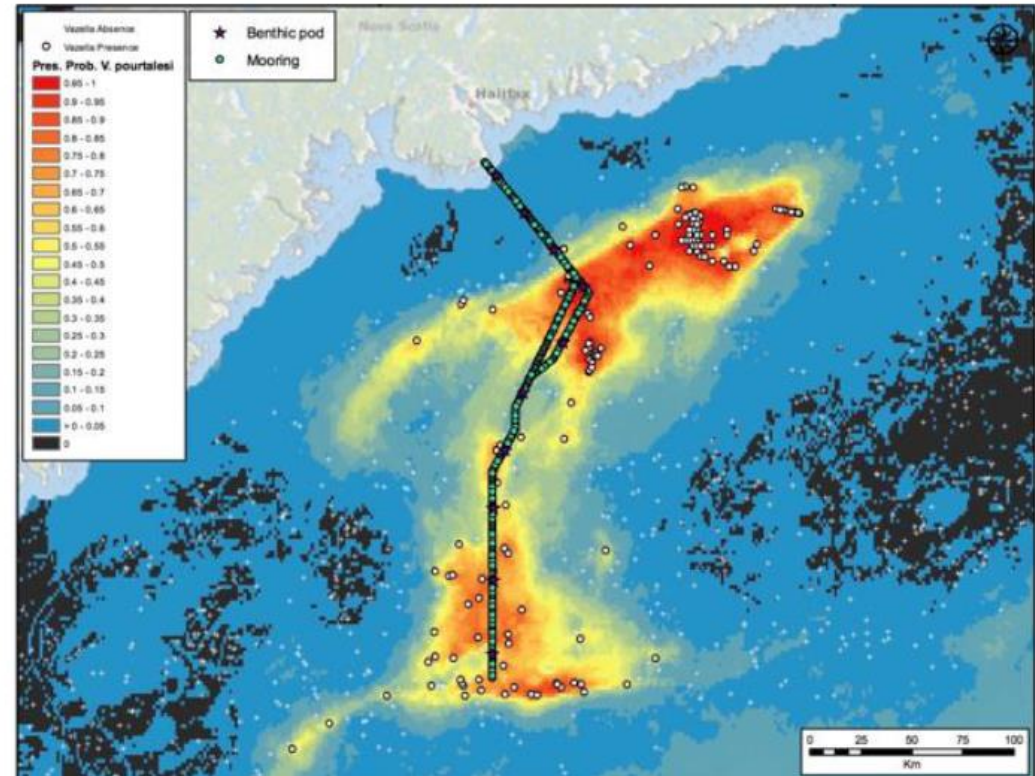 Vazella Absence
Vazella Presence
Pres. Prob. V. pourtalesi
0.95 - 1
0.9 - 0.95
0.85 - 0.9
0.8 - 0.85
0.75 - 0.8
0.7 - 0.75
0.65 - 0.7
0.6 - 0.65
0.55 - 0.6
0.5 - 0.55
0.45 - 0.5
0.4 - 0.45
0.35 - 0.4
0.3 - 0.35
0.25 - 0.3
0.2 - 0.25
0.15 - 0.2
0.1 - 0.15
0.05 - 0.1
> 0 - 0.05
0
Benthic pod
Mooring
Nova Scotia
Halifax
0 25 50 75 100
Km